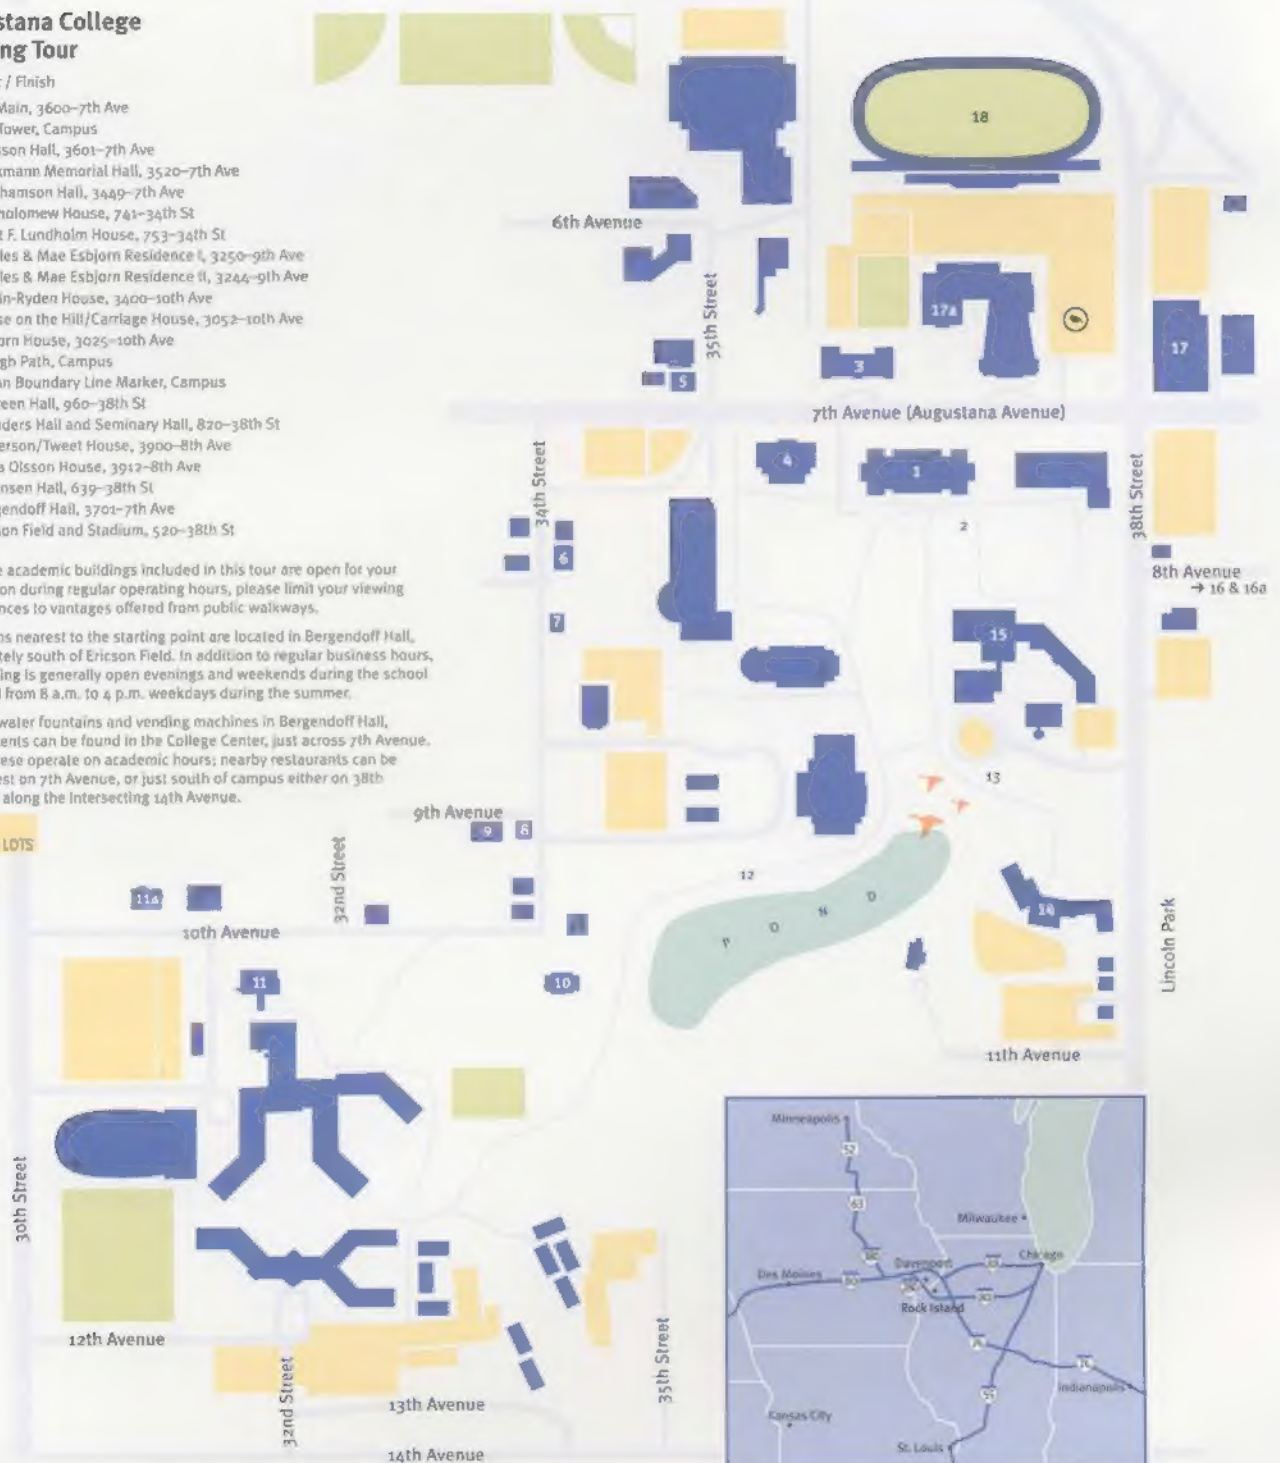 stana College
ng Tour
/ Finish
Main, 3600–7th Ave
Tower, Campus
sson Hall, 3601–7th Ave
kmann Memorial Hall, 3520–7th Ave
hamson Hall, 3449–7th Ave
holomew House, 741–34th St
t F. Lundholm House, 753–34th St
les & Mae Esbjorn Residence I, 3250–9th Ave
les & Mae Esbjorn Residence II, 3244–9th Ave
in-Ryden House, 3400–10th Ave
se on the Hill/Carriage House, 3052–10th Ave
orn House, 3025–10th Ave
gh Path, Campus
an Boundary Line Marker, Campus
reen Hall, 960–38th St
ders Hall and Seminary Hall, 820–38th St
erson/Tweet House, 3900–8th Ave
a Olsson House, 3912–8th Ave
nsen Hall, 639–38th St
gendoff Hall, 3701–7th Ave
on Field and Stadium, 520–38th St
e academic buildings included in this tour are open for your
on during regular operating hours, please limit your viewing
nces to vantages offered from public walkways.
ns nearest to the starting point are located in Bergendoff Hall,
tely south of Ericson Field. In addition to regular business hours,
ing is generally open evenings and weekends during the school
d from 8 a.m. to 4 p.m. weekdays during the summer.
water fountains and vending machines in Bergendoff Hall,
ents can be found in the College Center, just across 7th Avenue.
ese operate on academic hours; nearby restaurants can be
est on 7th Avenue, or just south of campus either on 38th
along the intersecting 14th Avenue.
LOTS
18
6th Avenue
35th Street
17a
17
3
5
7th Avenue (Augustana Avenue)
34th Street
4
1
38th Street
2
6
8th Avenue
→ 16 & 16a
7
15
13
9th Avenue
9
8
32nd Street
12
11a
POND
14
10th Avenue
Lincoln Park
11
10
11th Avenue
30th Street
12th Avenue
32nd Street
35th Street
13th Avenue
14th Avenue
Minneapolis
52
63
Milwaukee
Chicago
Davenport
Des Moines
80
Rock Island
Indianapolis
55
Kansas City
St. Louis